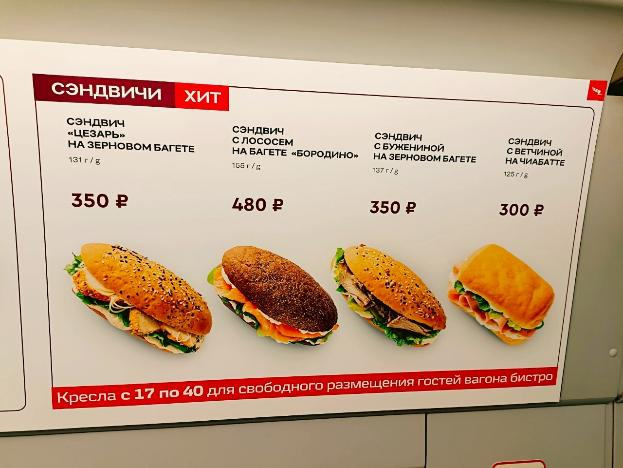 СЭНДВИЧИ ХИТ
СЭНДВИЧ
«ЦЕЗАРЬ»
НА ЗЕРНОВОМ БАГЕТЕ
131 г / g
350 ₽
СЭНДВИЧ
С ЛОСОСЕМ
НА БАГЕТЕ «БОРОДИНО»
г / g
480 ₽
СЭНДВИЧ
С БУЖЕНИНОЙ
НА ЗЕРНОВОМ БАГЕТЕ
137 г / g
350 ₽
СЭНДВИЧ
С ВЕТЧИНОЙ
НА ЧИАБАТТЕ
125 г / g
300 ₽
Кресла с 17 по 40 для свободного размещения гостей вагона бистро